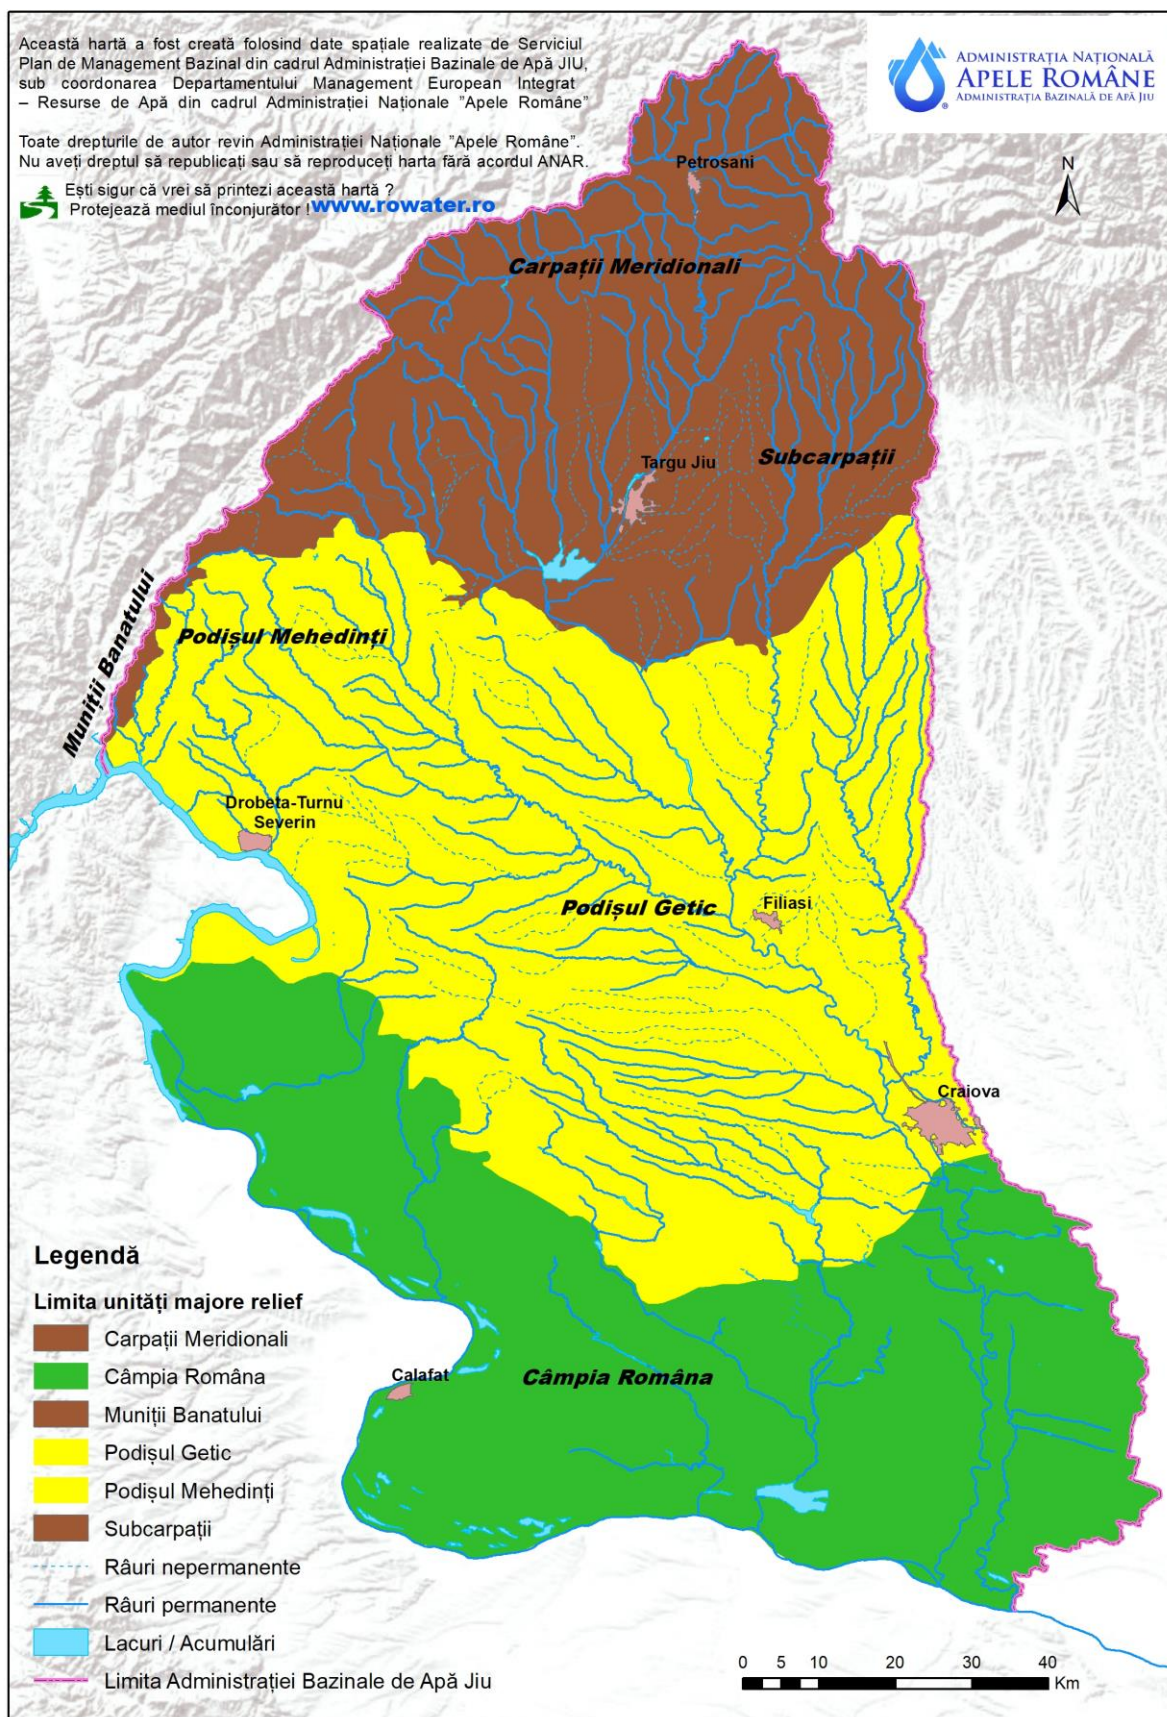 Această hartă a fost creată folosind date spațiale realizate de Serviciul
Plan de Management Bazinal din cadrul Administrației Bazinale de Apă JIU,
sub coordonarea Departamentului Management European Integrat
– Resurse de Apă din cadrul Administrației Naționale "Apele Române"
Toate drepturile de autor revin Administrației Naționale "Apele Române".
Nu aveți dreptul să republicați sau să reproduceți harta fără acordul ANAR.
Ești sigur că vrei să printezi această hartă ?
Protejează mediul înconjurător ! www.rowater.ro
ADMINISTRAȚIA NAȚIONALĂ
APELE ROMÂNE
ADMINISTRAȚIA BAZINALĂ DE APĂ JIU
®
N
Petrosani
Carpații Meridionali
Targu Jiu
Subcarpații
Muniții Banatului
Podișul Mehedinți
Drobeta-Turnu
Severin
Podișul Getic
Filiasi
Craiova
Calafat
Câmpia Româna
Legendă
Limita unități majore relief
Carpații Meridionali
Câmpia Româna
Muniții Banatului
Podișul Getic
Podișul Mehedinți
Subcarpații
Râuri nepermanente
Râuri permanente
Lacuri / Acumulări
Limita Administrației Bazinale de Apă Jiu
0 5 10 20 30 40
Km